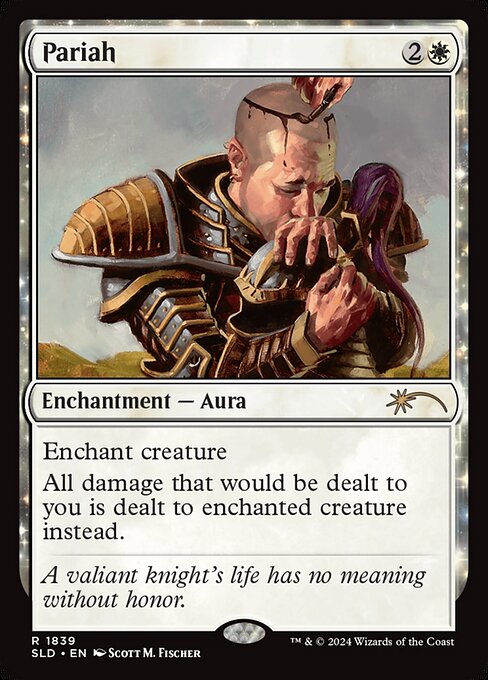 Pariah 2
Enchantment — Aura
Enchant creature
All damage that would be dealt to
you is dealt to enchanted creature
instead.
A valiant knight's life has no meaning
without honor.
R 1839
SLD • EN Scott M. Fischer
™ & © 2024 Wizards of the Coast